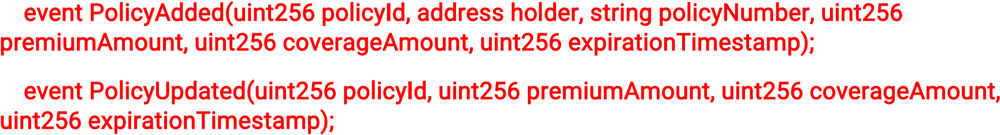 event PolicyAdded(uint256 policyId, address holder, string policyNumber, uint256
premiumAmount, uint256 coverageAmount, uint256 expirationTimestamp);
event PolicyUpdated(uint256 policyId, uint256 premiumAmount, uint256 coverageAmount,
uint256 expirationTimestamp);